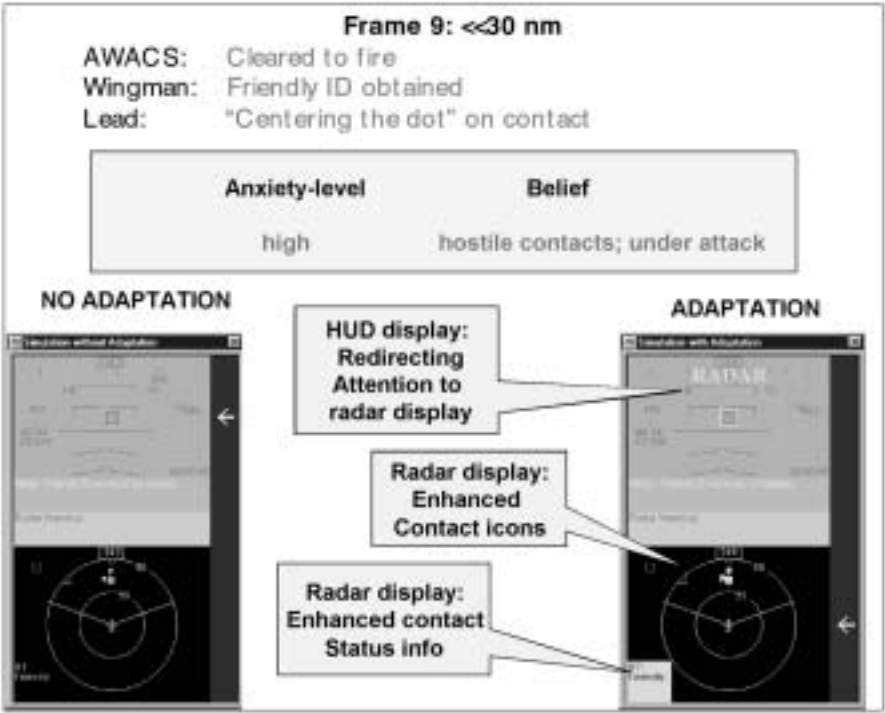 Frame 9: <<30 nm
AWACS: Cleared to fire
Wingman: Friendly ID obtained
Lead: "Centering the dot" on contact
Anxiety-level Belief
high hostile contacts; under attack
NO ADAPTATION
ADAPTATION
HUD display:
Redirecting
Attention to
radar display
Radar display:
Enhanced
Contact icons
Radar display:
Enhanced contact
Status info
Simulation without Adaptation
Simulation with Adaptation
RADAR